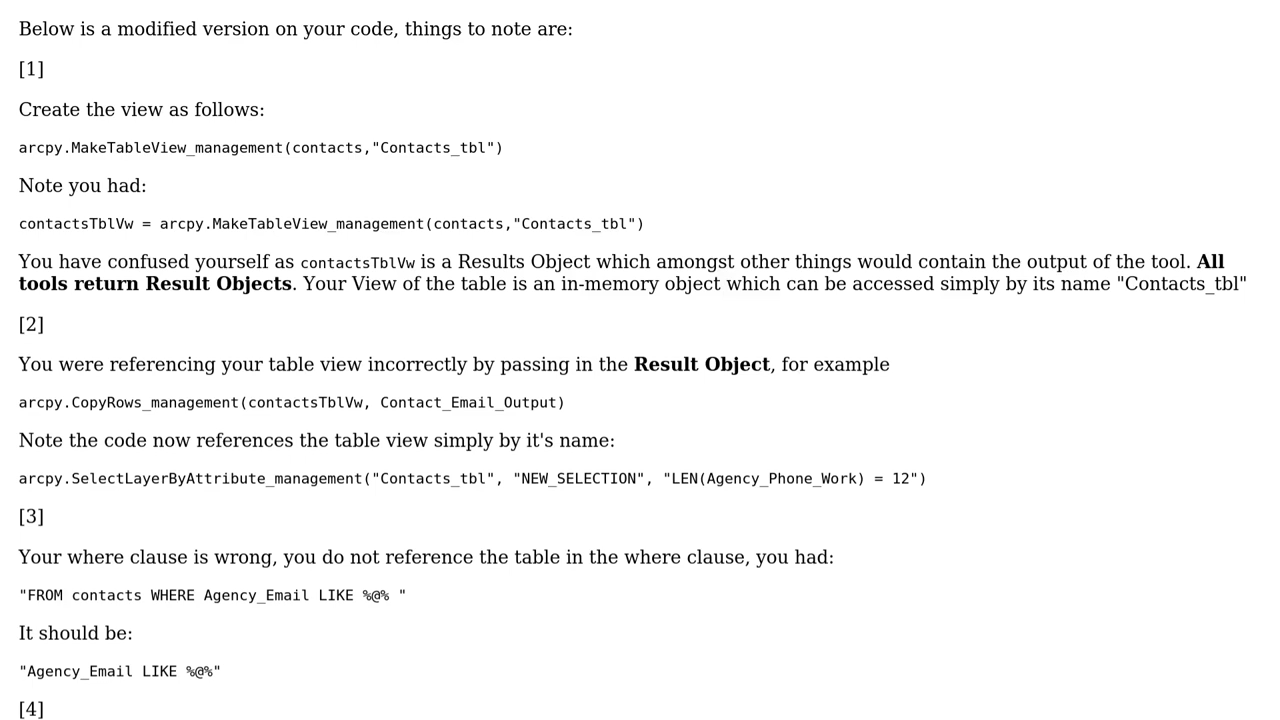 Below is a modified version on your code, things to note are:
[1]
Create the view as follows:
arcpy.MakeTableView_management(contacts,"Contacts_tbl")
Note you had:
contactsTblVw = arcpy.MakeTableView_management(contacts,"Contacts_tbl")
You have confused yourself as contactsTblVw is a Results Object which amongst other things would contain the output of the tool. All
tools return Result Objects. Your View of the table is an in-memory object which can be accessed simply by its name "Contacts_tbl"
[2]
You were referencing your table view incorrectly by passing in the Result Object, for example
arcpy.CopyRows_management(contactsTblVw, Contact_Email_Output)
Note the code now references the table view simply by it's name:
arcpy.SelectLayerByAttribute_management("Contacts_tbl", "NEW_SELECTION", "LEN(Agency_Phone_Work) = 12")
[3]
Your where clause is wrong, you do not reference the table in the where clause, you had:
"FROM contacts WHERE Agency_Email LIKE %@% "
It should be:
"Agency_Email LIKE %@%"
[4]